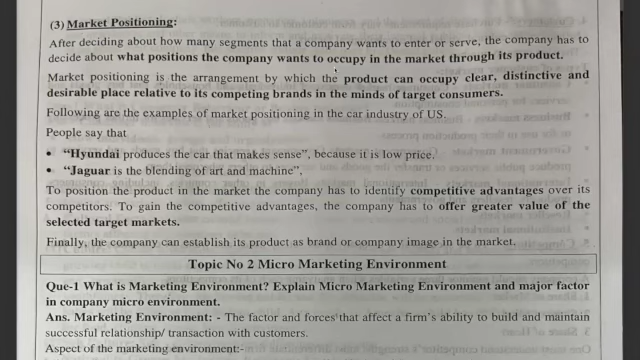 (3) Market Positioning:
After deciding about how many segments that a company wants to enter or serve, the company has to
decide about what positions the company wants to occupy in the market through its product.
Market positioning is the arrangement by which the product can occupy clear, distinctive and
desirable place relative to its competing brands in the minds of target consumers.
Following are the examples of market positioning in the car industry of US.
People say that
• "Hyundai produces the car that makes sense", because it is low price.
• "Jaguar is the blending of art and machine".
To position the product in the market the company has to identify competitive advantages over its
competitors. To gain the competitive advantages, the company has to offer greater value of the
selected target markets.
Finally, the company can establish its product as brand or company image in the market.
Topic No 2 Micro Marketing Environment
Que-1 What is Marketing Environment? Explain Micro Marketing Environment and major factor
in company micro environment.
Ans. Marketing Environment: - The factor and forces that affect a firm's ability to build and maintain
successful relationship/ transaction with customers.
Aspect of the marketing environment:-